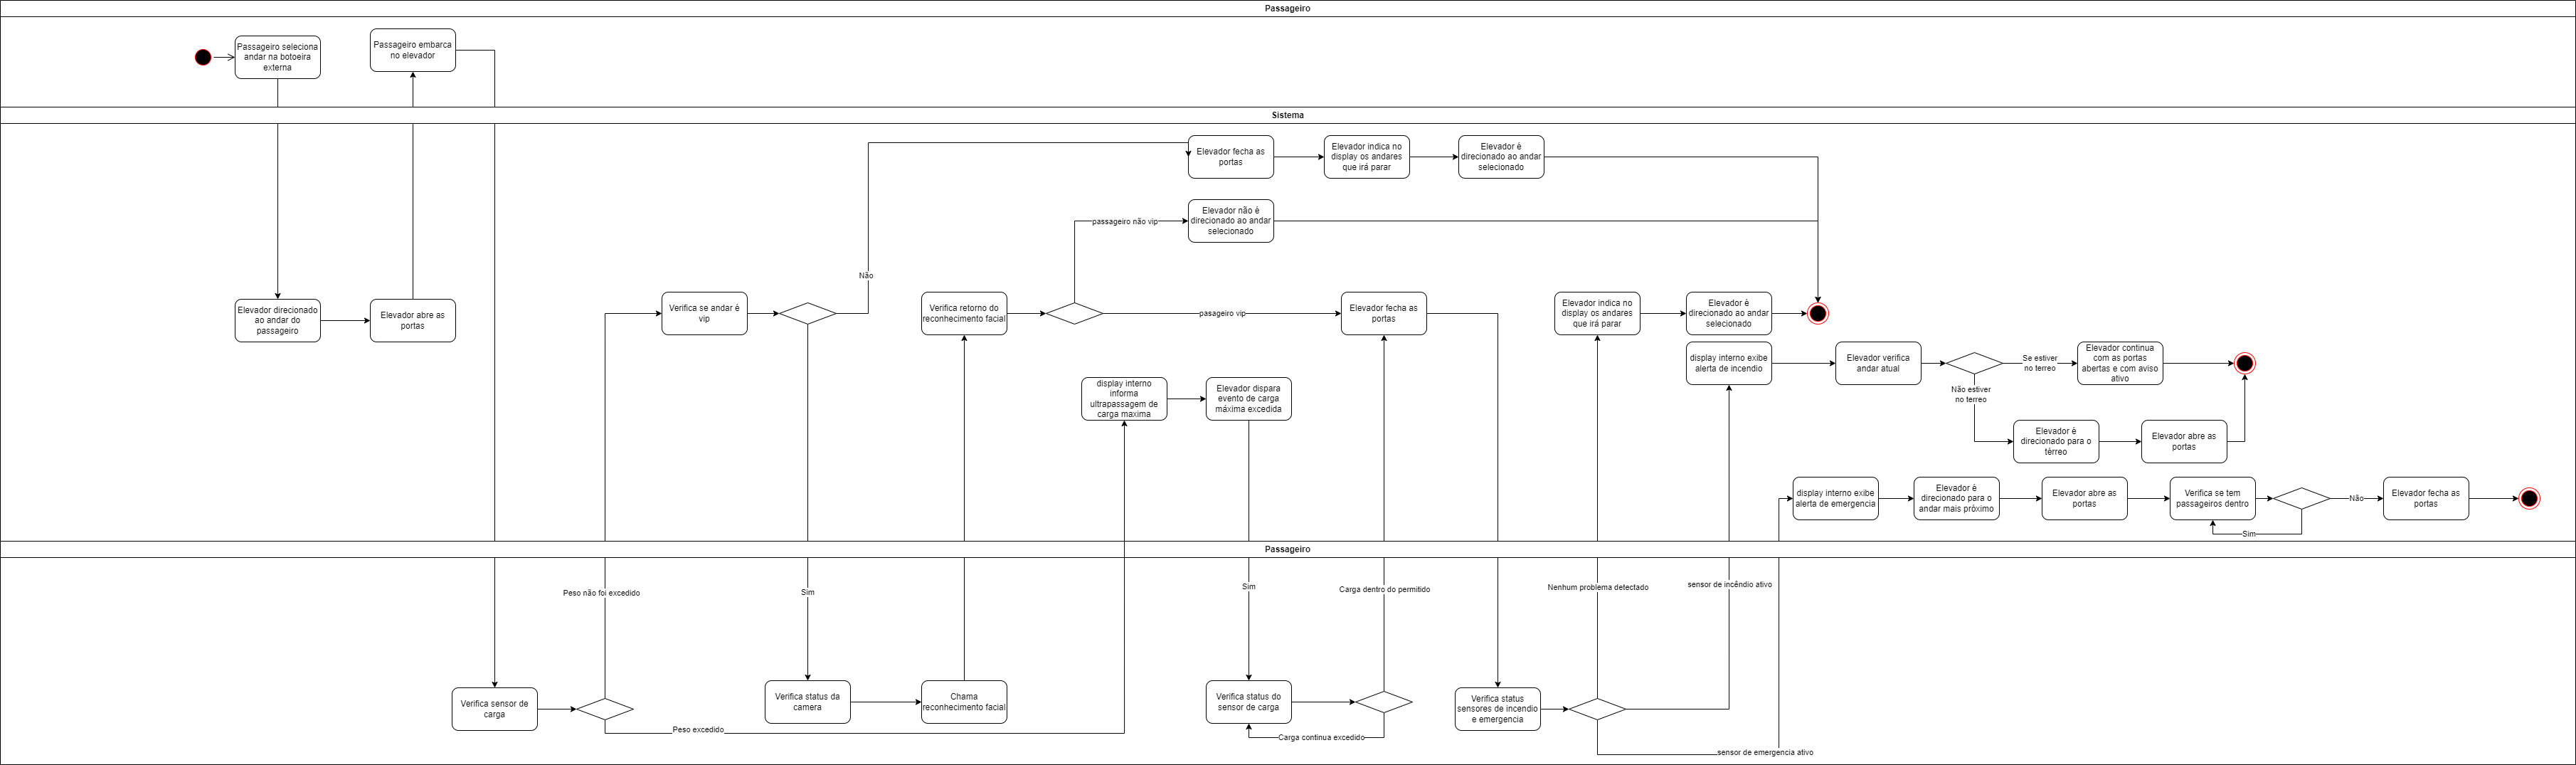 Passageiro
Passageiro seleciona
andar na botoeira
externa
Passageiro embarca
no elevador
Sistema
Elevador fecha as
portas
Elevador indica no
display os andares
que irá parar
Elevador é
direcionado ao andar
selecionado
passageiro não vip
Elevador não é
direcionado ao andar
selecionado
Não
Elevador direcionado
ao andar do
passageiro
Elevador abre as
portas
Verifica se andar é
vip
Verifica retorno do
reconhecimento facial
pasageiro vip
Elevador fecha as
portas
Elevador indica no
display os andares
que irá parar
Elevador é
direcionado ao andar
selecionado
display interno exibe
alerta de incendio
Elevador verifica
andar atual
Se estiver
no terreo
Elevador continua
com as portas
abertas e com aviso
ativo
Não estiver
no terreo
display interno
informa
ultrapassagem de
carga maxima
Elevador dispara
evento de carga
máxima excedida
Elevador è
direcionado para o
térreo
Elevador abre as
portas
display interno exibe
alerta de emergencia
Elevador é
direcionado para o
andar mais próximo
Elevador abre as
portas
Verifica se tem
passageiros dentro
Não
Elevador fecha as
portas
Sim
Passageiro
Peso não foi excedido
Sim
Sim
Carga dentro do permitido
Nenhum problema detectado
sensor de incêndio ativo
Verifica sensor de
carga
Peso excedido
Verifica status da
camera
Chama
reconhecimento facial
Verifica status do
sensor de carga
Carga continua excedido
Verifica status
sensores de incendio
e emergencia
sensor de emergencia ativo